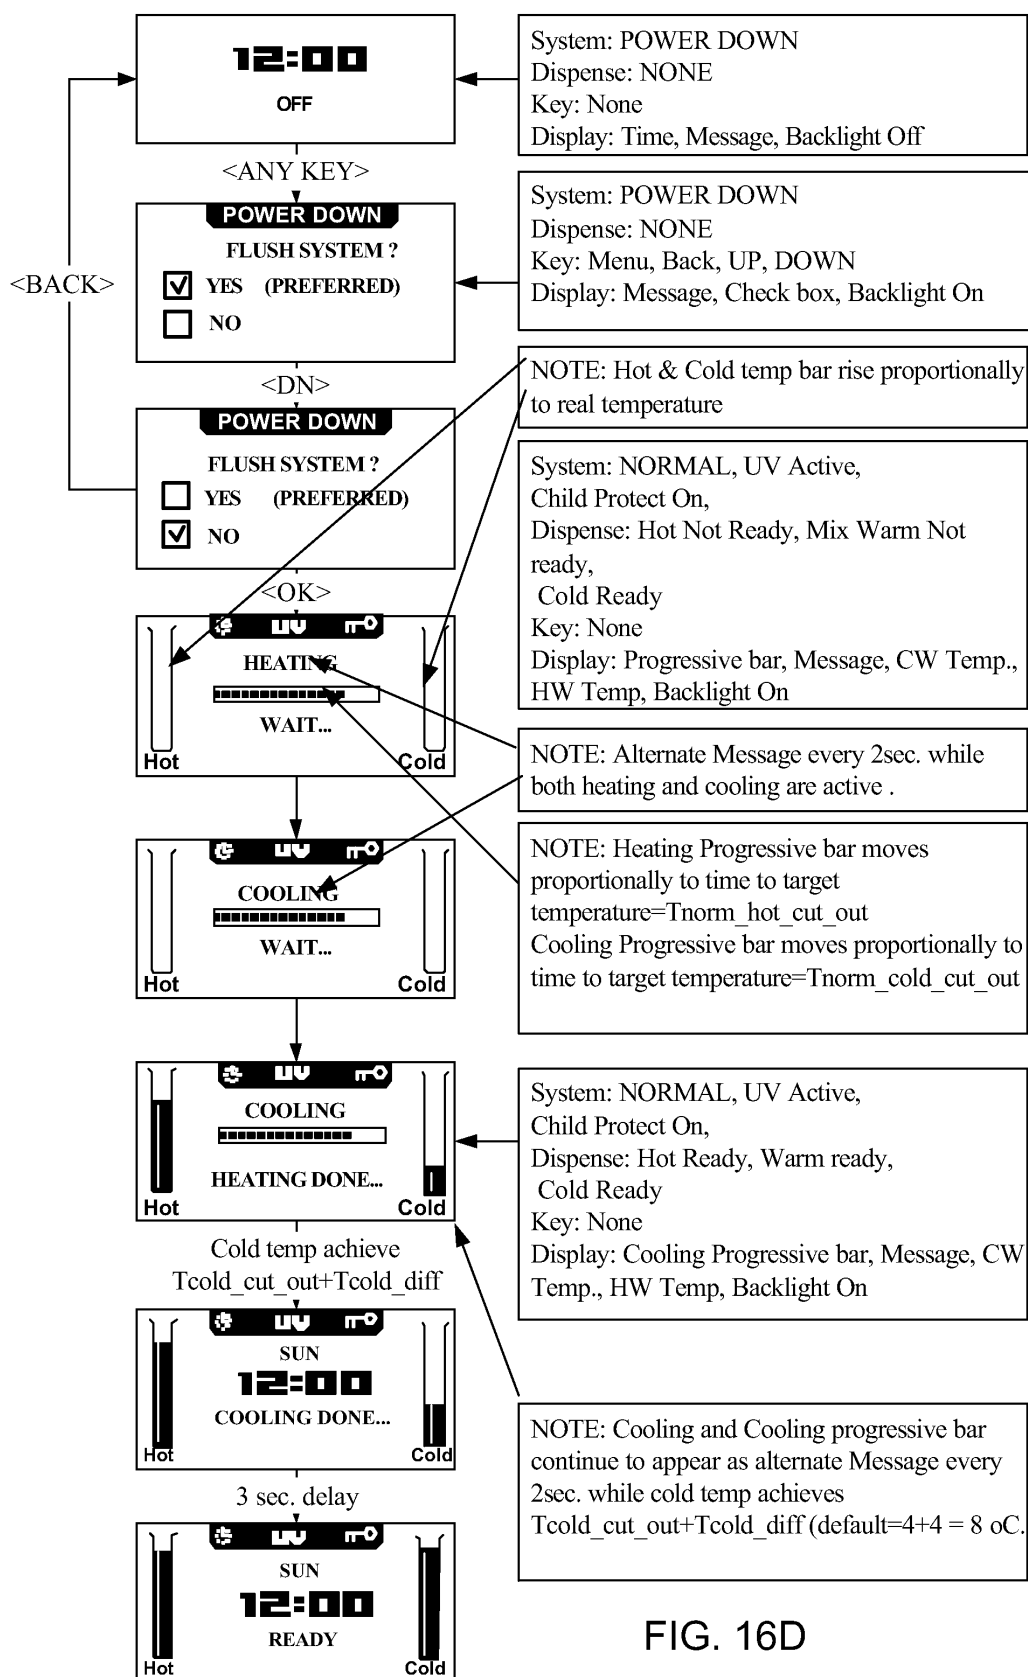 12:00
OFF
System: POWER DOWN
Dispense: NONE
Key: None
Display: Time, Message, Backlight Off
<ANY KEY>
POWER DOWN
FLUSH SYSTEM ?
YES (PREFERRED)
NO
System: POWER DOWN
Dispense: NONE
Key: Menu, Back, UP, DOWN
Display: Message, Check box, Backlight On
<BACK>
<DN>
NOTE: Hot & Cold temp bar rise proportionally
to real temperature
POWER DOWN
FLUSH SYSTEM ?
YES (PREFERRED)
NO
System: NORMAL, UV Active,
Child Protect On,
Dispense: Hot Not Ready, Mix Warm Not
ready,
Cold Ready
Key: None
Display: Progressive bar, Message, CW Temp.,
HW Temp, Backlight On
<OK>
UV
HEATING
WAIT...
Hot
Cold
NOTE: Alternate Message every 2sec. while
both heating and cooling are active .
UV
COOLING
WAIT...
Hot
Cold
NOTE: Heating Progressive bar moves
proportionally to time to target
temperature=Tnorm_hot_cut_out
Cooling Progressive bar moves proportionally to
time to target temperature=Tnorm_cold_cut_out
UV
COOLING
HEATING DONE...
Hot
Cold
System: NORMAL, UV Active,
Child Protect On,
Dispense: Hot Ready, Warm ready,
Cold Ready
Key: None
Display: Cooling Progressive bar, Message, CW
Temp., HW Temp, Backlight On
Cold temp achieve
Tcold_cut_out+Tcold_diff
UV
SUN
12:00
COOLING DONE...
Hot
Cold
NOTE: Cooling and Cooling progressive bar
continue to appear as alternate Message every
2sec. while cold temp achieves
Tcold_cut_out+Tcold_diff (default=4+4 = 8 oC.
3 sec. delay
UV
SUN
12:00
READY
Hot
Cold
FIG. 16D